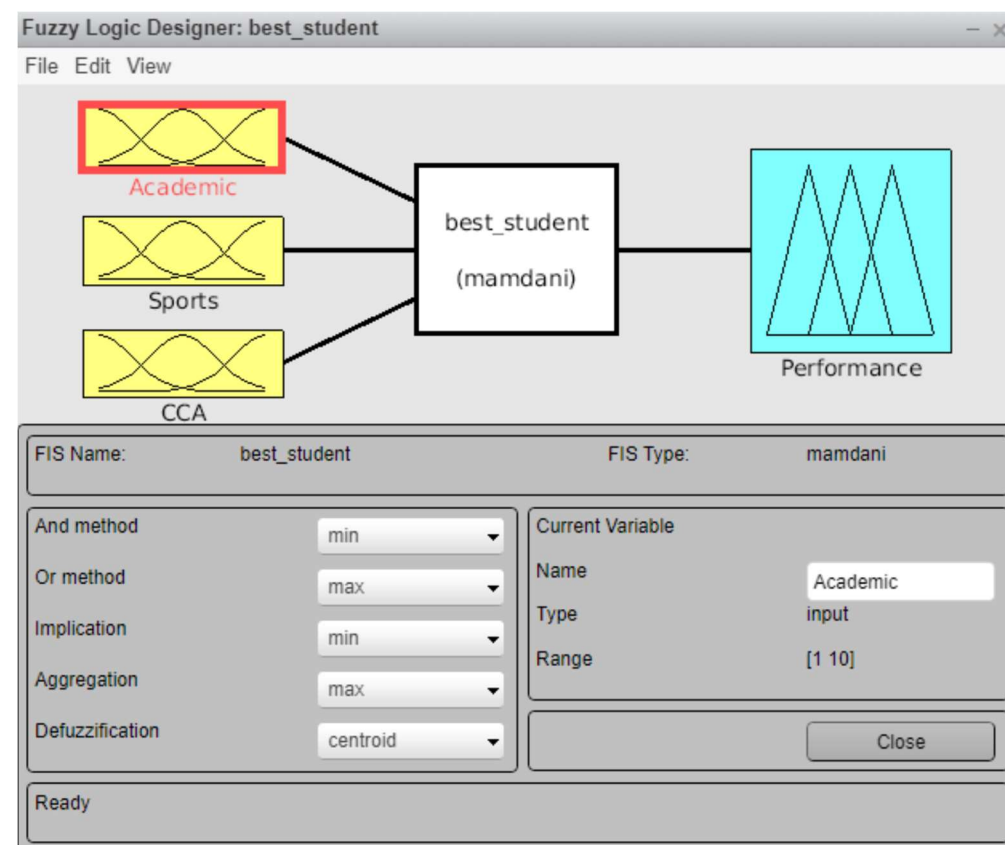 Fuzzy Logic Designer: best_student
File Edit View
Academic
Sports
CCA
best_student
(mamdani)
Performance
FIS Name: best_student FIS Type: mamdani
And method min
Or method max
Implication min
Aggregation max
Defuzzification centroid
Current Variable
Name Academic
Type input
Range [1 10]
Close
Ready